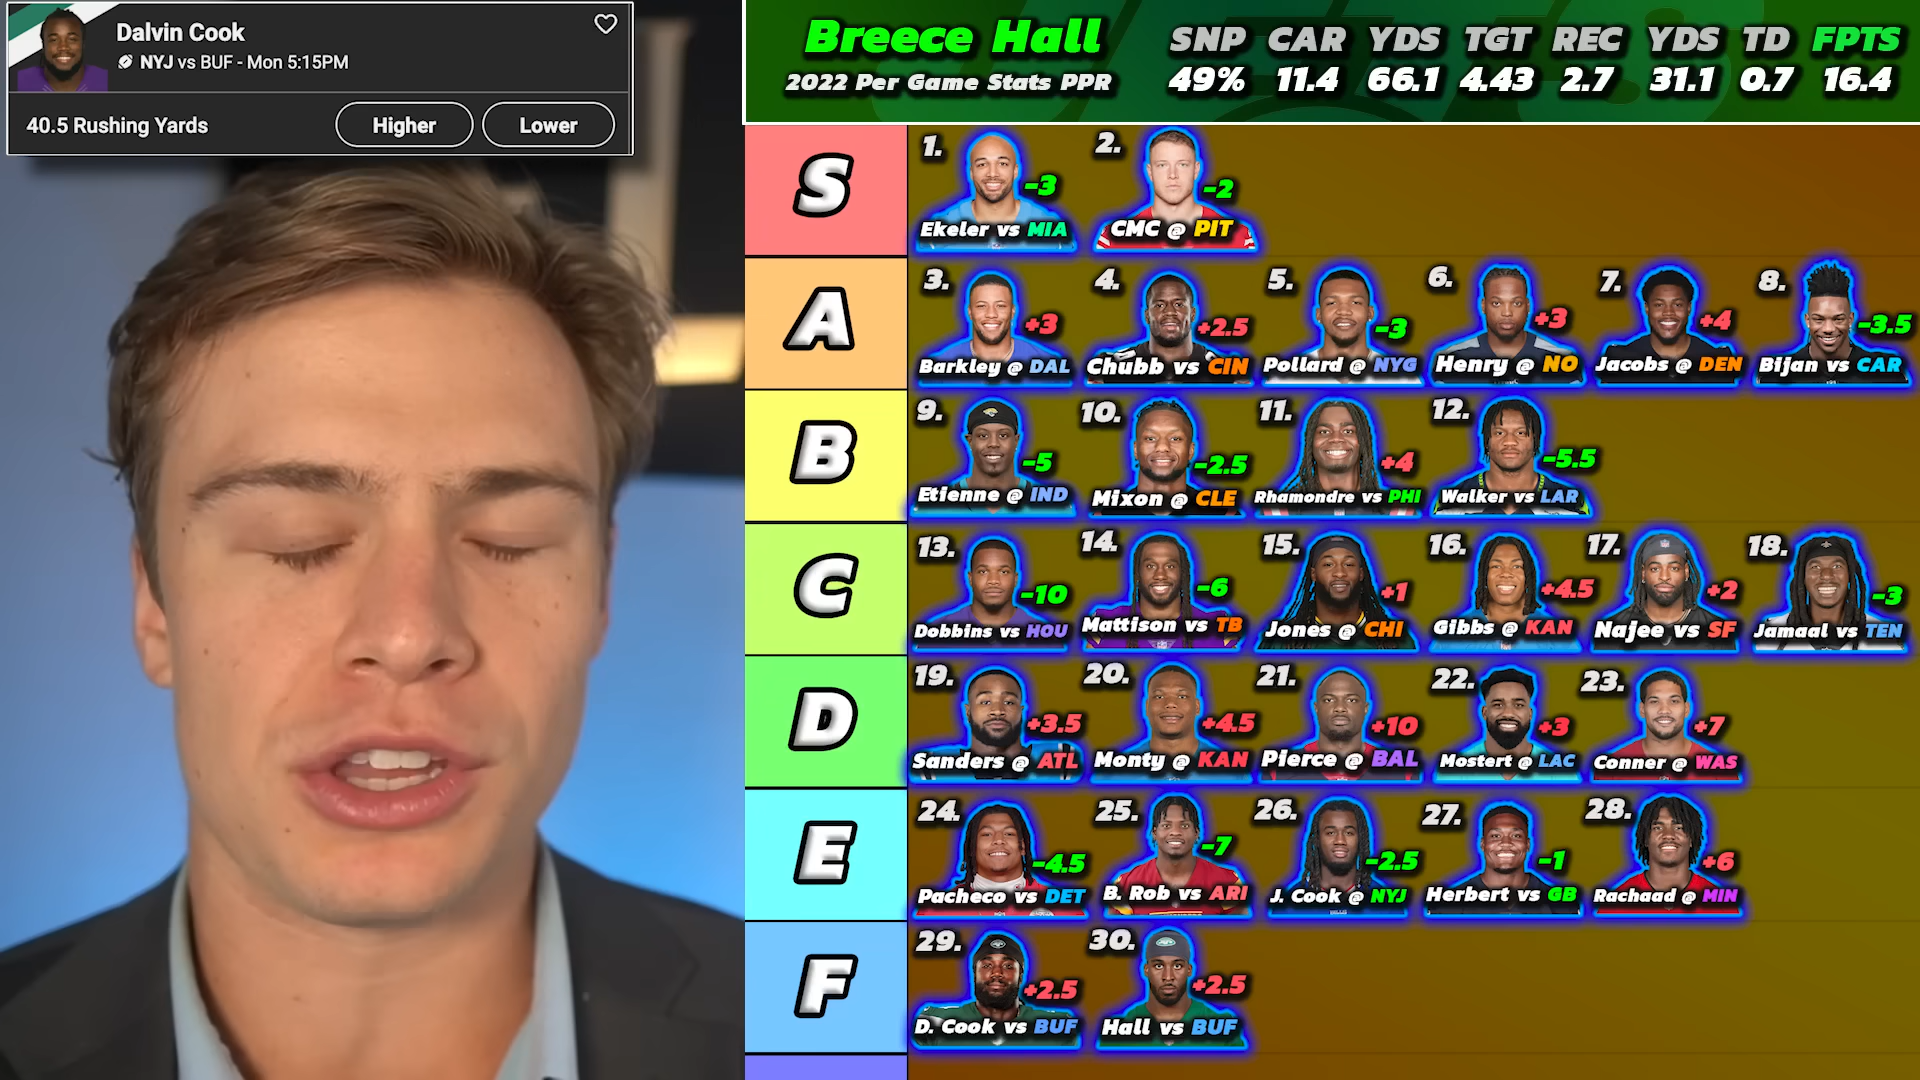 Dalvin Cook
NYJ vs BUF - Mon 5:15PM
40.5 Rushing Yards
Higher
Lower
Breece Hall
2022 Per Game Stats PPR
SNP CAR YDS TGT REC YDS TD FPTS
49% 11.4 66.1 4.43 2.7 31.1 0.7 16.4
S
1.
-3
Ekeler vs MIA
2.
-2
CMC @ PIT
A
3.
+3
Barkley @ DAL
4.
+2.5
Chubb vs CIN
5.
-3
Pollard @ NYG
6.
+3
Henry @ NO
7.
+4
Jacobs @ DEN
8.
-3.5
Bijan vs CAR
B
9.
-5
Etienne @ IND
10.
-2.5
Mixon @ CLE
11.
+4
Rhamondre vs PHI
12.
-5.5
Walker vs LAR
C
13.
-10
Dobbins vs HOU
14.
-6
Mattison vs TB
15.
+1
Jones @ CHI
16.
+4.5
Gibbs @ KAN
17.
+2
Najee vs SF
18.
-3
Jamaal vs TEN
D
19.
+3.5
Sanders @ ATL
20.
+4.5
Monty @ KAN
21.
+10
Pierce @ BAL
22.
+3
Mostert @ LAC
23.
+7
Conner @ WAS
E
24.
-4.5
Pacheco vs DET
25.
-7
B. Rob vs ARI
26.
-2.5
J. Cook @ NYJ
27.
-1
Herbert vs GB
28.
+6
Rachaad @ MIN
F
29.
+2.5
D. Cook vs BUF
30.
+2.5
Hall vs BUF